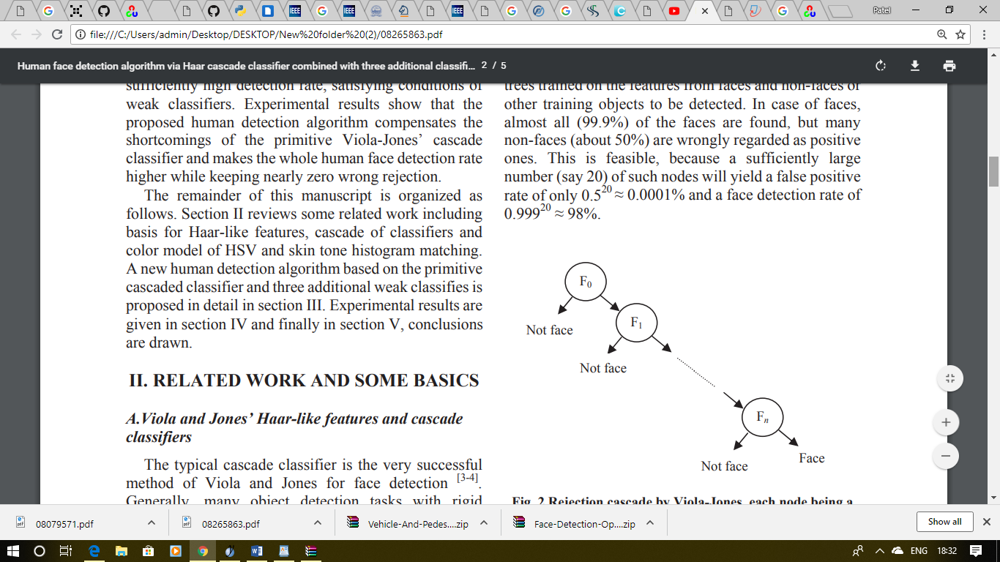 Patel
file:///C:/Users/admin/Desktop/DESKTOP/New%20folder%20(2)/08265863.pdf
Human face detection algorithm via Haar cascade classifier combined with three additional classifi... 2 / 5
sufficiently high detection rate, satisfying conditions of
weak classifiers. Experimental results show that the
proposed human detection algorithm compensates the
shortcomings of the primitive Viola-Jones' cascade
classifier and makes the whole human face detection rate
higher while keeping nearly zero wrong rejection.
The remainder of this manuscript is organized as
follows. Section II reviews some related work including
basis for Haar-like features, cascade of classifiers and
color model of HSV and skin tone histogram matching.
A new human detection algorithm based on the primitive
cascaded classifier and three additional weak classifies is
proposed in detail in section III. Experimental results are
given in section IV and finally in section V, conclusions
are drawn.
II. RELATED WORK AND SOME BASICS
A.Viola and Jones' Haar-like features and cascade
classifiers
The typical cascade classifier is the very successful
method of Viola and Jones for face detection [3-4].
Generally, many object detection tasks with rigid
trees trained on the features from faces and non-faces or
other training objects to be detected. In case of faces,
almost all (99.9%) of the faces are found, but many
non-faces (about 50%) are wrongly regarded as positive
ones. This is feasible, because a sufficiently large
number (say 20) of such nodes will yield a false positive
rate of only 0.5^20 ≈ 0.0001% and a face detection rate of
0.999^20 ≈ 98%.
F0
Not face
F1
Not face
Fn
Not face
Face
Fig. 2 Rejection cascade by Viola-Jones, each node being a
08079571.pdf
08265863.pdf
Vehicle-And-Pedes....zip
Face-Detection-Op....zip
Show all
ENG
18:32